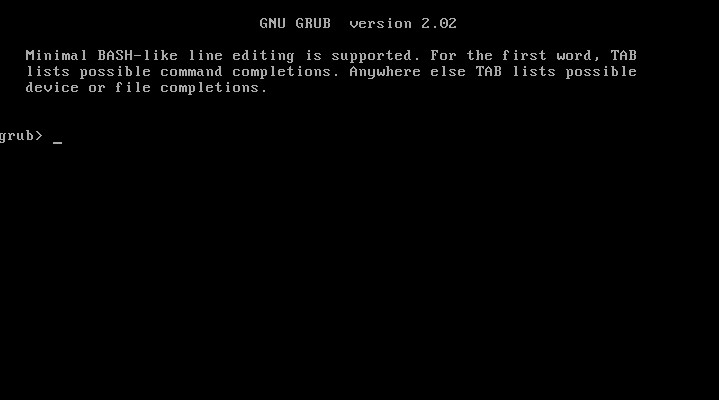 GNU GRUB  version 2.02
Minimal BASH-like line editing is supported. For the first word, TAB
lists possible command completions. Anywhere else TAB lists possible
device or file completions.
grub> _